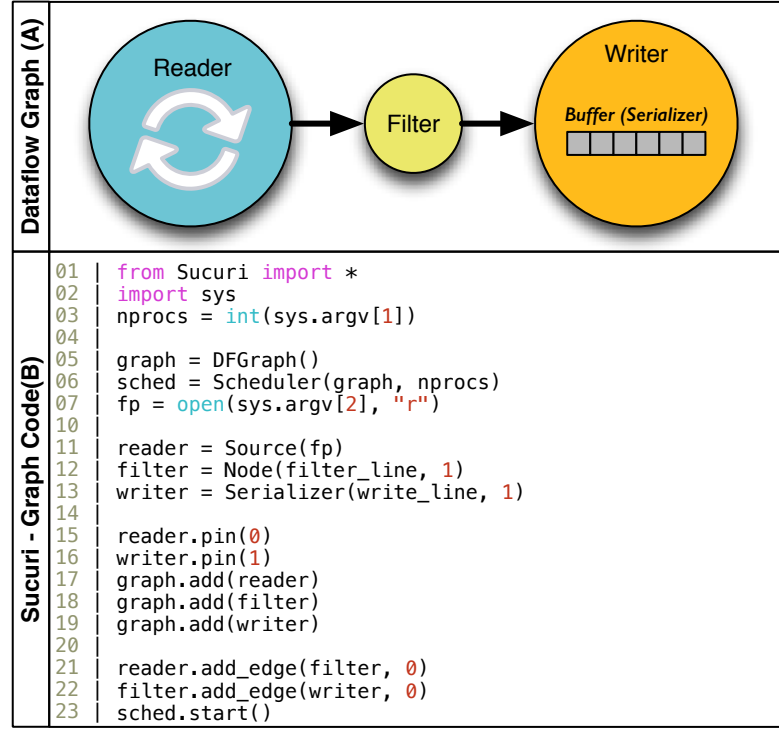 Dataflow Graph (A)
Reader
Filter
Writer
Buffer (Serializer)
Sucuri - Graph Code(B)
01 | from Sucuri import *
02 | import sys
03 | nprocs = int(sys.argv[1])
04 |
05 | graph = DFGraph()
06 | sched = Scheduler(graph, nprocs)
07 | fp = open(sys.argv[2], "r")
10 |
11 | reader = Source(fp)
12 | filter = Node(filter_line, 1)
13 | writer = Serializer(write_line, 1)
14 |
15 | reader.pin(0)
16 | writer.pin(1)
17 | graph.add(reader)
18 | graph.add(filter)
19 | graph.add(writer)
20 |
21 | reader.add_edge(filter, 0)
22 | filter.add_edge(writer, 0)
23 | sched.start()